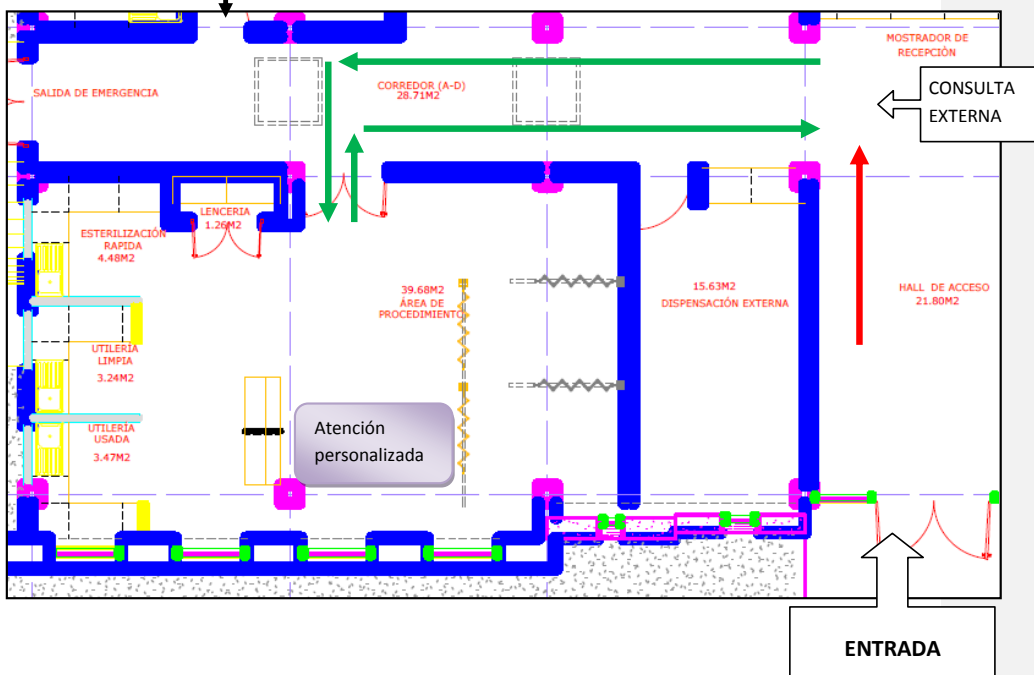 MOSTRADOR DE
RECEPCIÓN
SALIDA DE EMERGENCIA
CORREDOR (A-D)
28.71M2
CONSULTA
EXTERNA
LENCERIA
1.26M2
ESTERILIZACIÓN
RAPIDA
4.48M2
39.68M2
ÁREA DE
PROCEDIMIENTO
15.63M2
DISPENSACIÓN EXTERNA
HALL DE ACCESO
21.80M2
UTILERÍA
LIMPIA
3.24M2
UTILERÍA
USADA
3.47M2
Atención
personalizada
ENTRADA